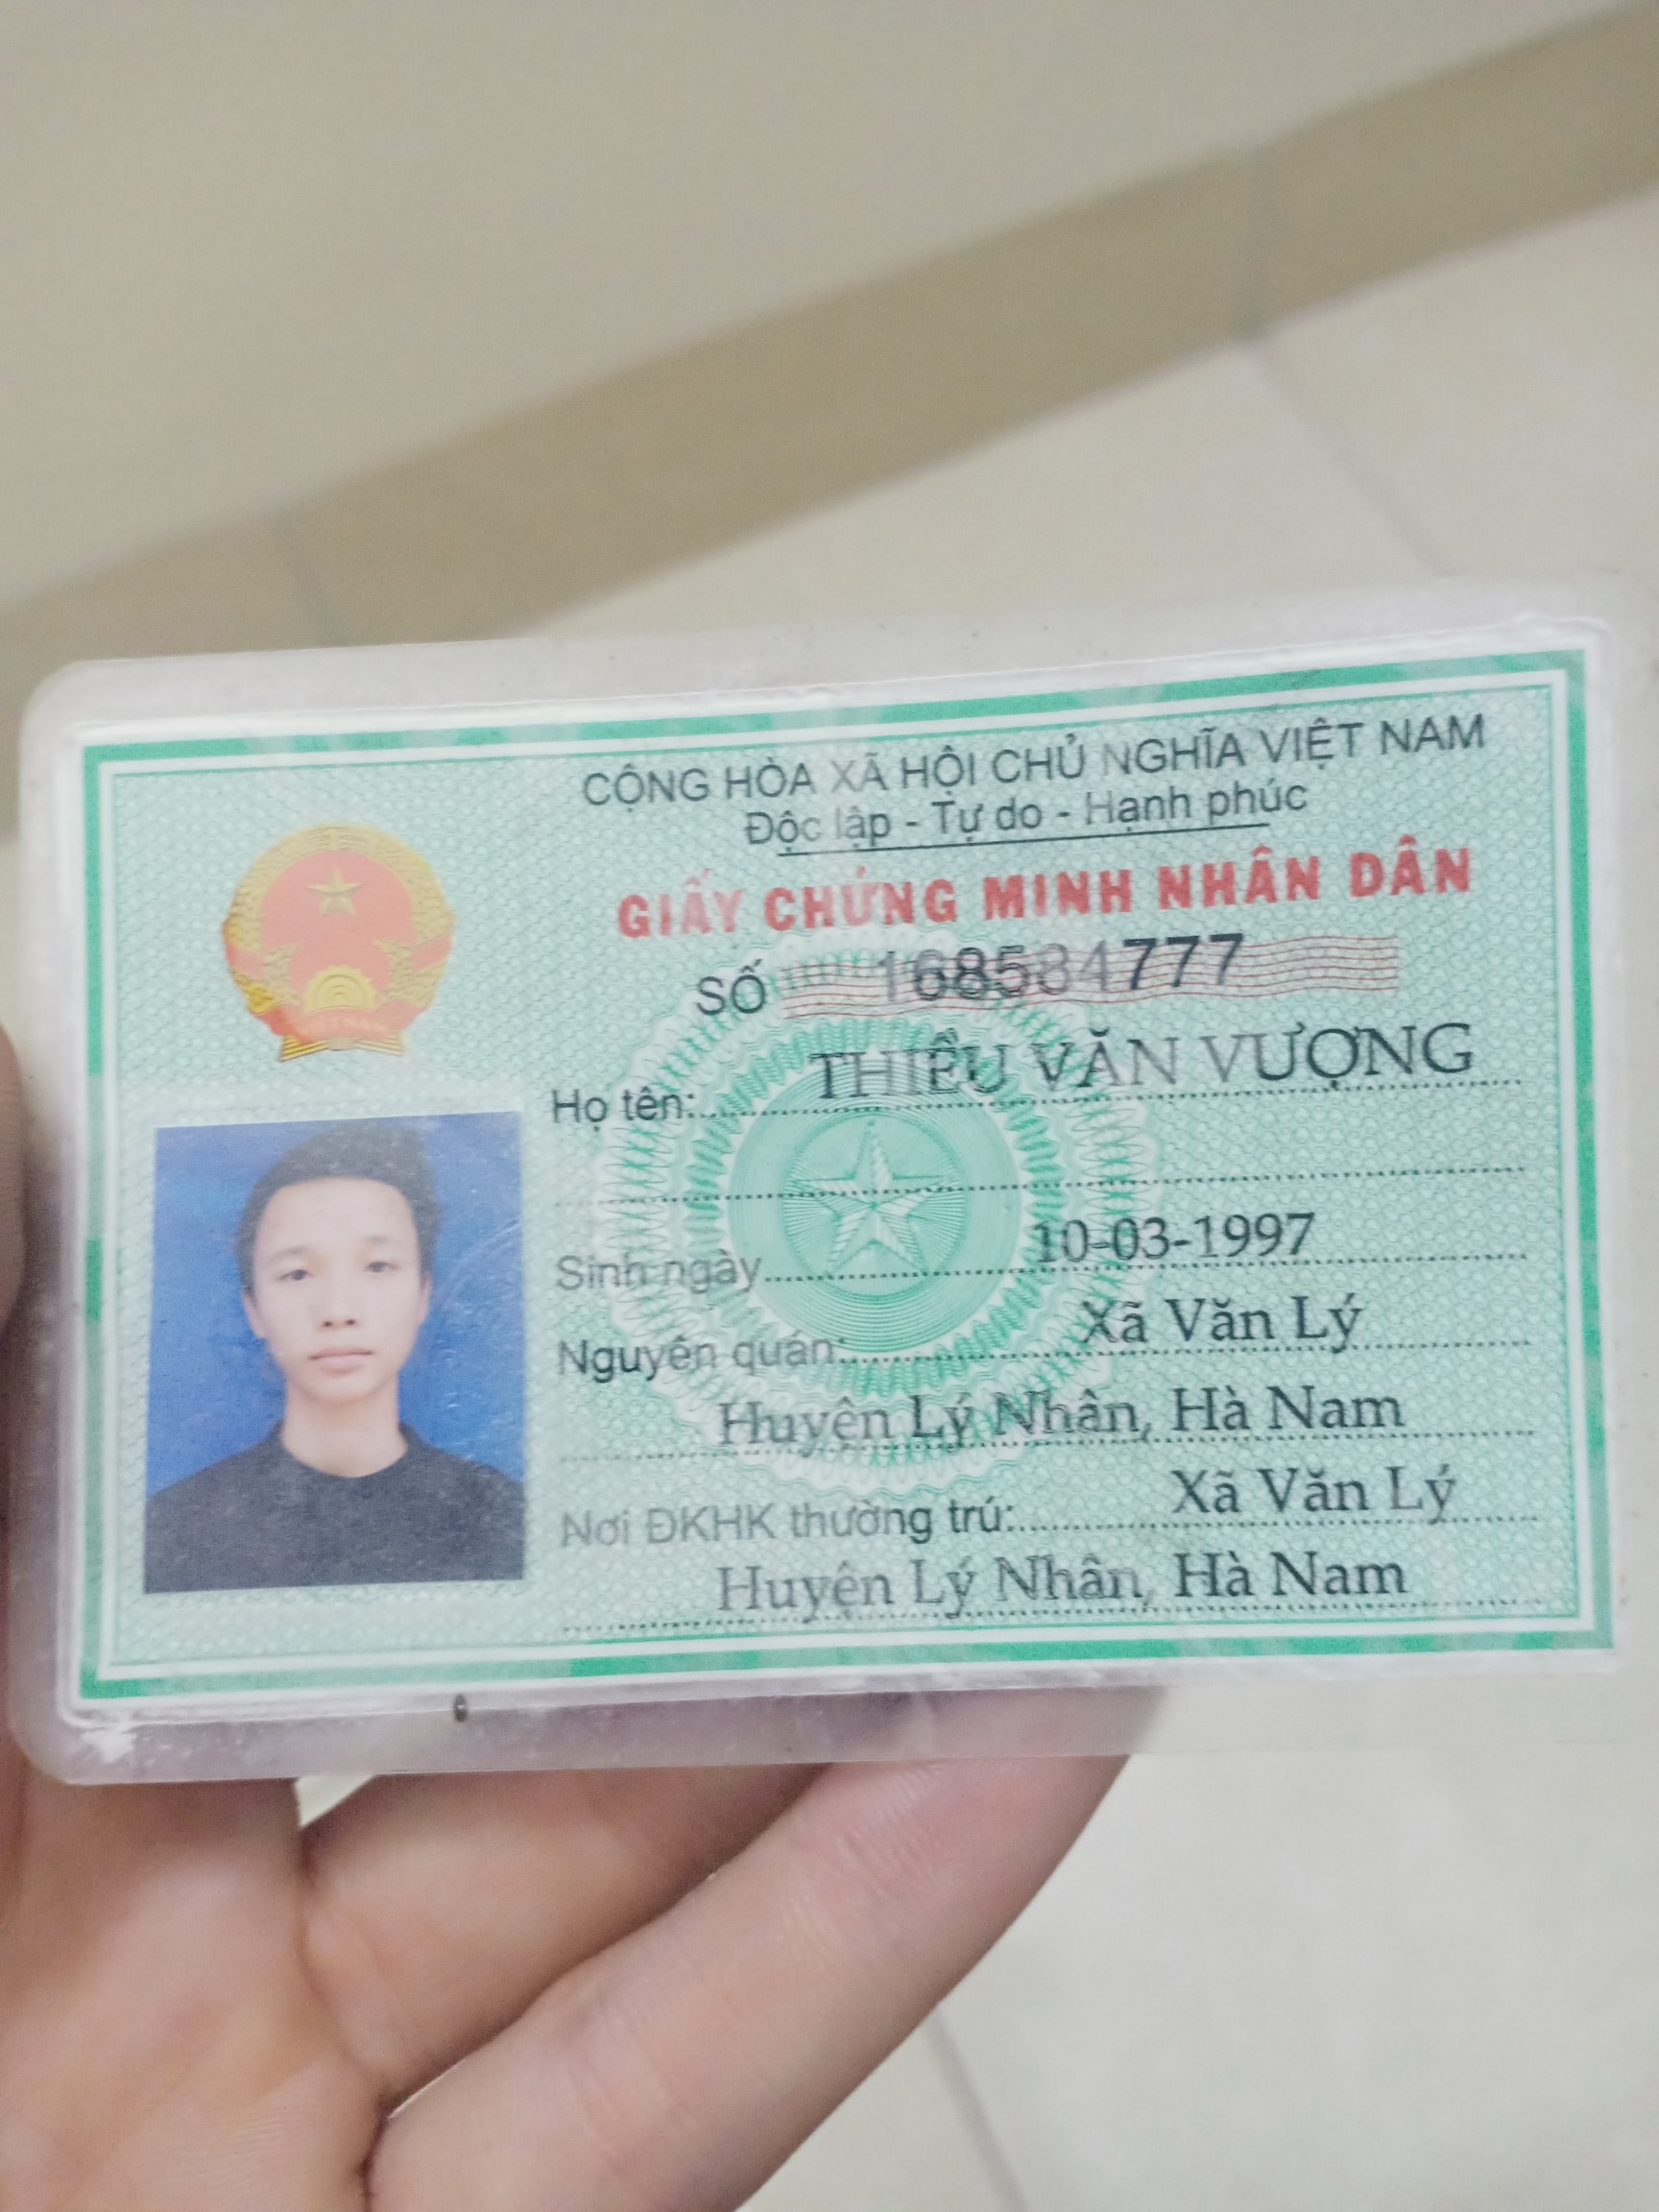 CỘNG HÒA XÃ HỘI CHỦ NGHĨA VIỆT NAM
Độc lập - Tự do - Hạnh phúc
GIẤY CHỨNG MINH NHÂN DÂN
SỐ 168584777
Họ tên: THIỀU VĂN VƯỢNG
Sinh ngày 10-03-1997
Nguyên quán: Xã Văn Lý
Huyện Lý Nhân, Hà Nam
Nơi ĐKHK thường trú: Xã Văn Lý
Huyện Lý Nhân, Hà Nam
VIỆT NAM